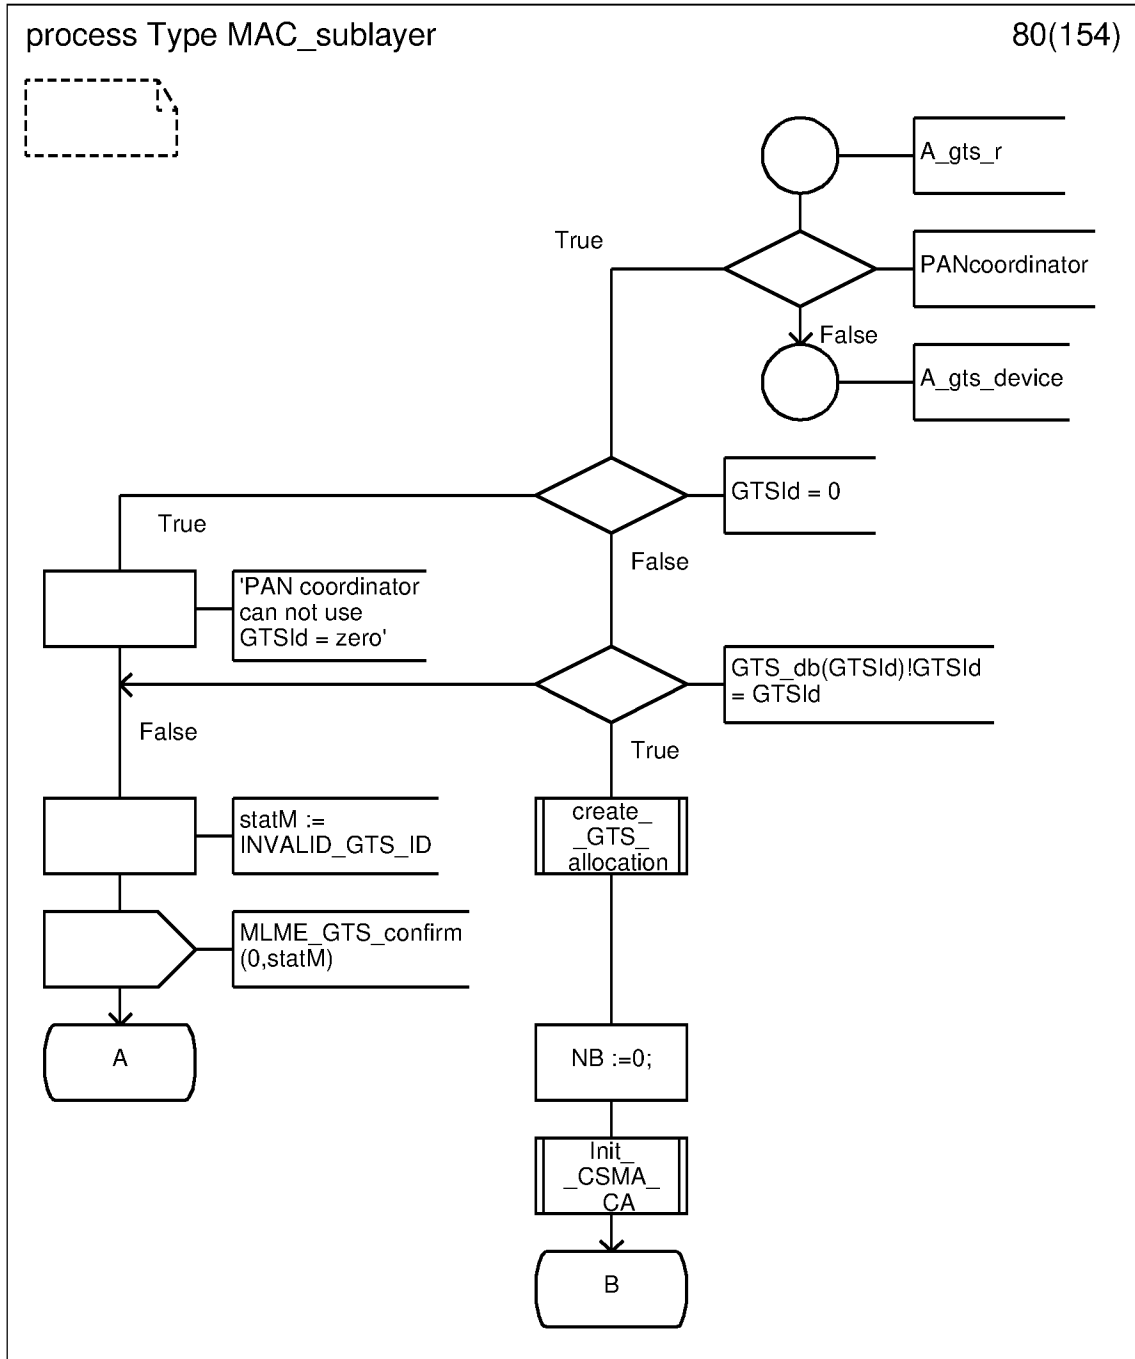 process Type MAC_sublayer
80(154)
A_gts_r
True
PANcoordinator
False
A_gts_device
GTSId = 0
True
False
'PAN coordinator
can not use
GTSId = zero'
GTS_db(GTSId)!GTSId
= GTSId
False
True
statM :=
INVALID_GTS_ID
create_
_GTS_
allocation
MLME_GTS_confirm
(0,statM)
A
NB :=0;
Init_
_CSMA_
CA
B